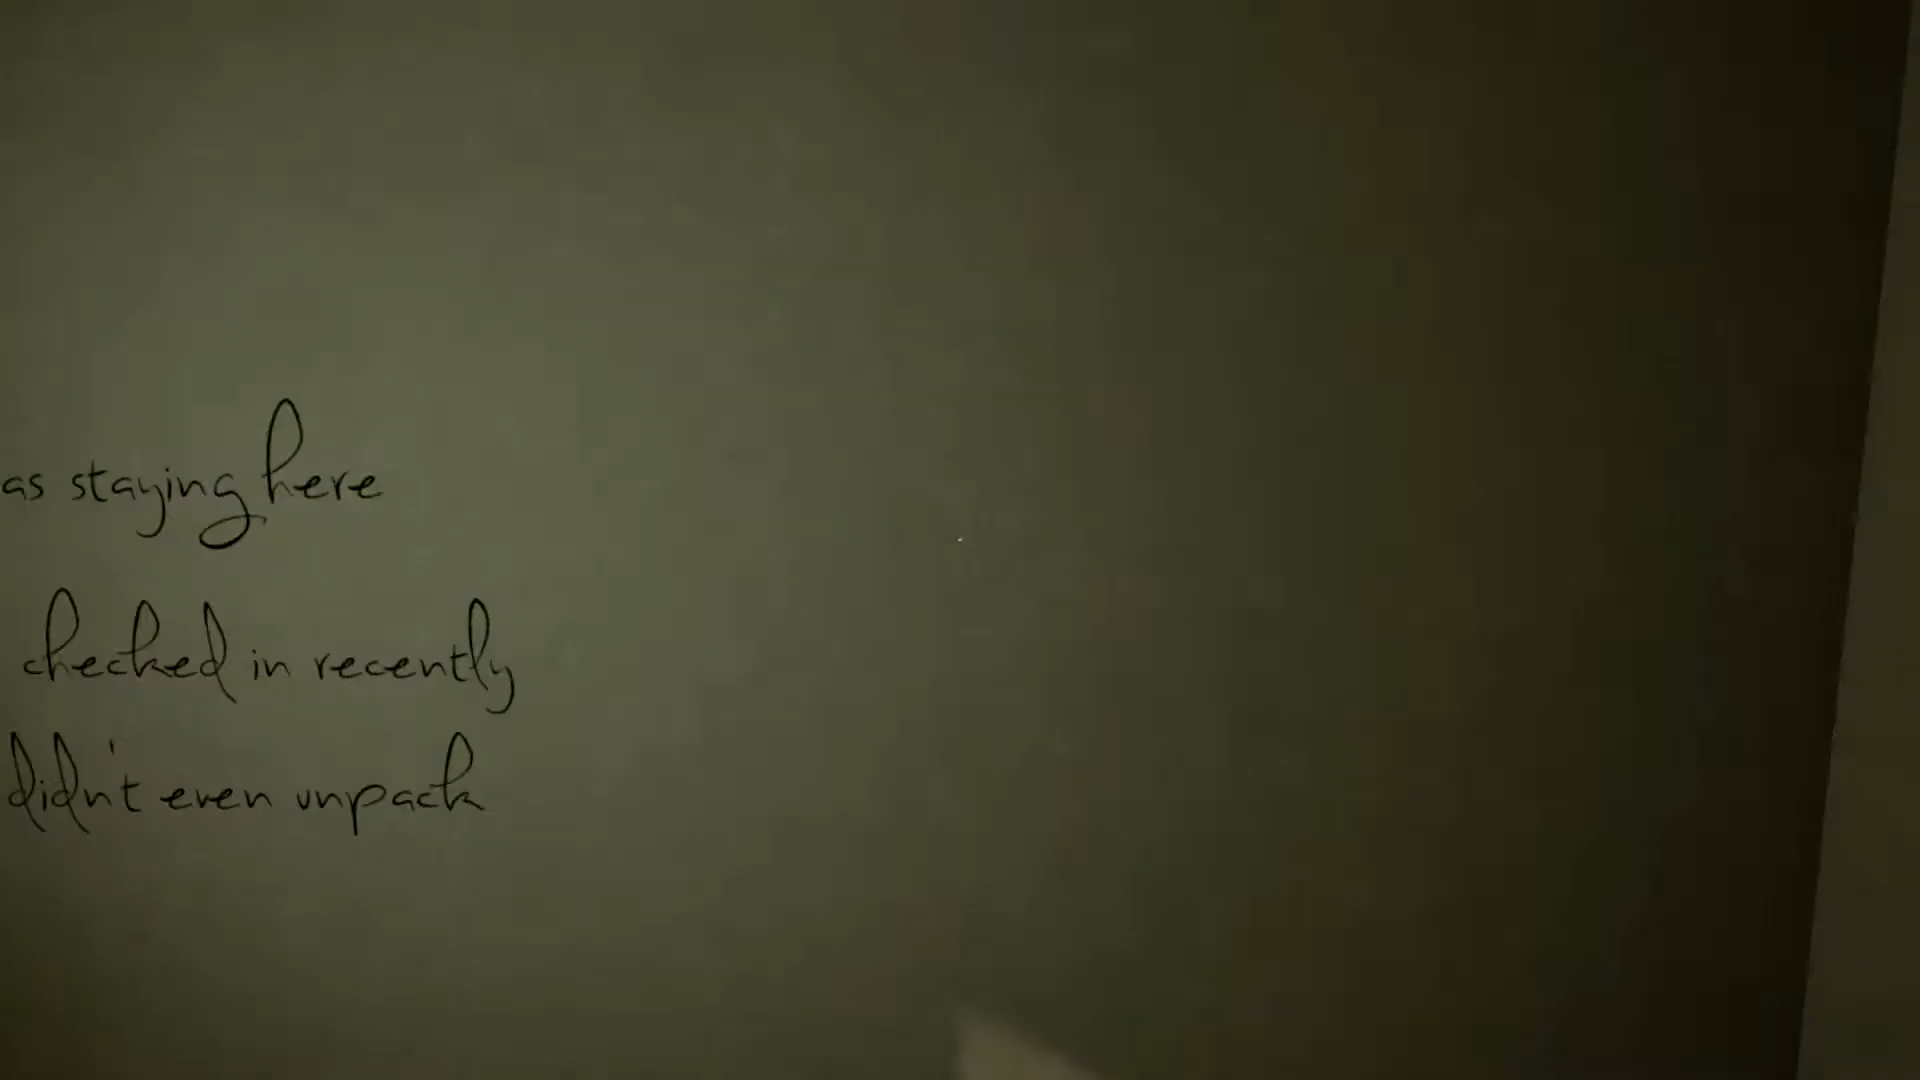 as staying here
checked in recently
didn't even unpack